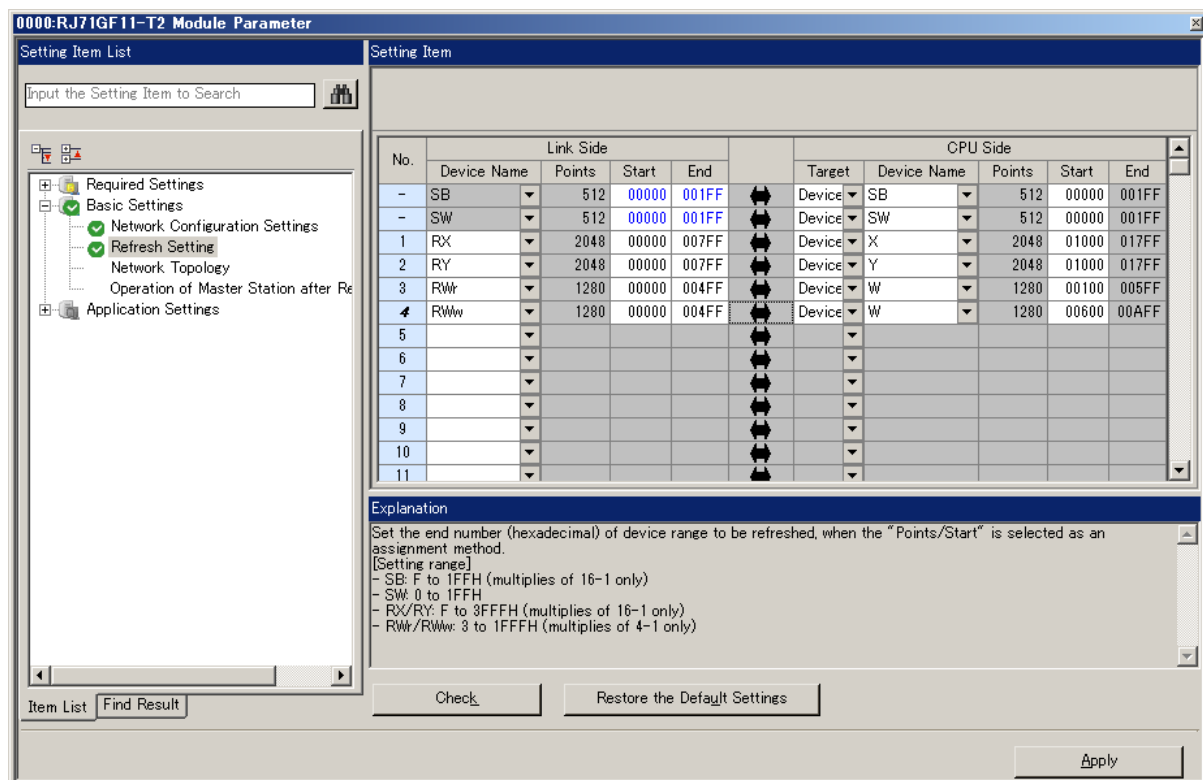 0000:RJ71GF11-T2 Module Parameter
Setting Item List
Input the Setting Item to Search
Required Settings
Basic Settings
Network Configuration Settings
Refresh Setting
Network Topology
Operation of Master Station after Re
Application Settings
Item List Find Result
Setting Item
No. Link Side CPU Side
Device Name Points Start End Target Device Name Points Start End
- SB 512 00000 001FF Device SB 512 00000 001FF
- SW 512 00000 001FF Device SW 512 00000 001FF
1 RX 2048 00000 007FF Device X 2048 01000 017FF
2 RY 2048 00000 007FF Device Y 2048 01000 017FF
3 RWr 1280 00000 004FF Device W 1280 00100 005FF
4 RWw 1280 00000 004FF Device W 1280 00600 00AFF
5
6
7
8
9
10
11
Explanation
Set the end number (hexadecimal) of device range to be refreshed, when the "Points/Start" is selected as an
assignment method.
[Setting range]
- SB: F to 1FFH (multiplies of 16-1 only)
- SW: 0 to 1FFH
- RX/RY: F to 3FFFH (multiplies of 16-1 only)
- RWr/RWw: 3 to 1FFFH (multiplies of 4-1 only)
Check Restore the Default Settings
Apply